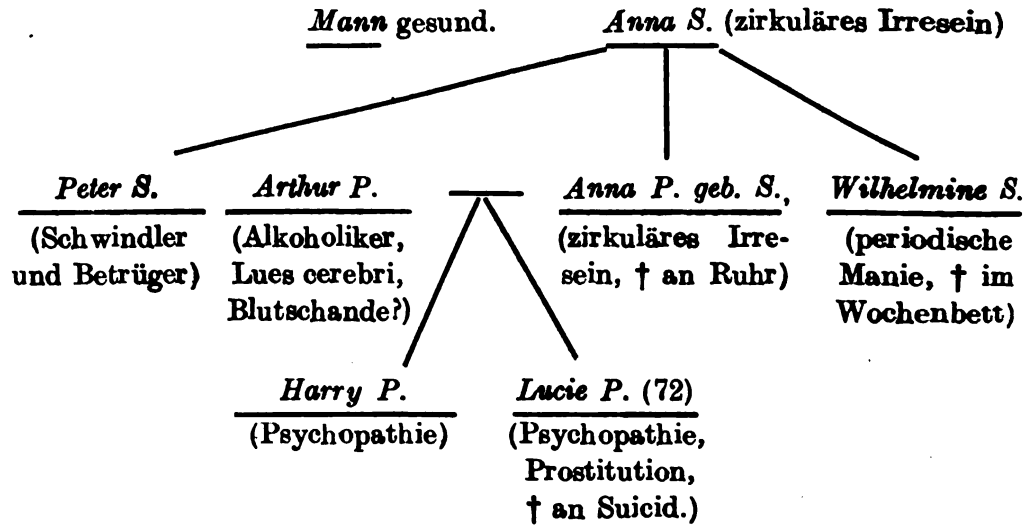 Mann gesund. Anna S. (zirkuläres Irresein)
Peter S.
(Schwindler
und Betrüger)
Arthur P.
(Alkoholiker,
Lues cerebri,
Blutschande?)
Anna P. geb. S.,
(zirkuläres Irre-
sein, † an Ruhr)
Wilhelmine S.
(periodische
Manie, † im
Wochenbett)
Harry P.
(Psychopathie)
Lucie P. (72)
(Psychopathie,
Prostitution,
† an Suicid.)